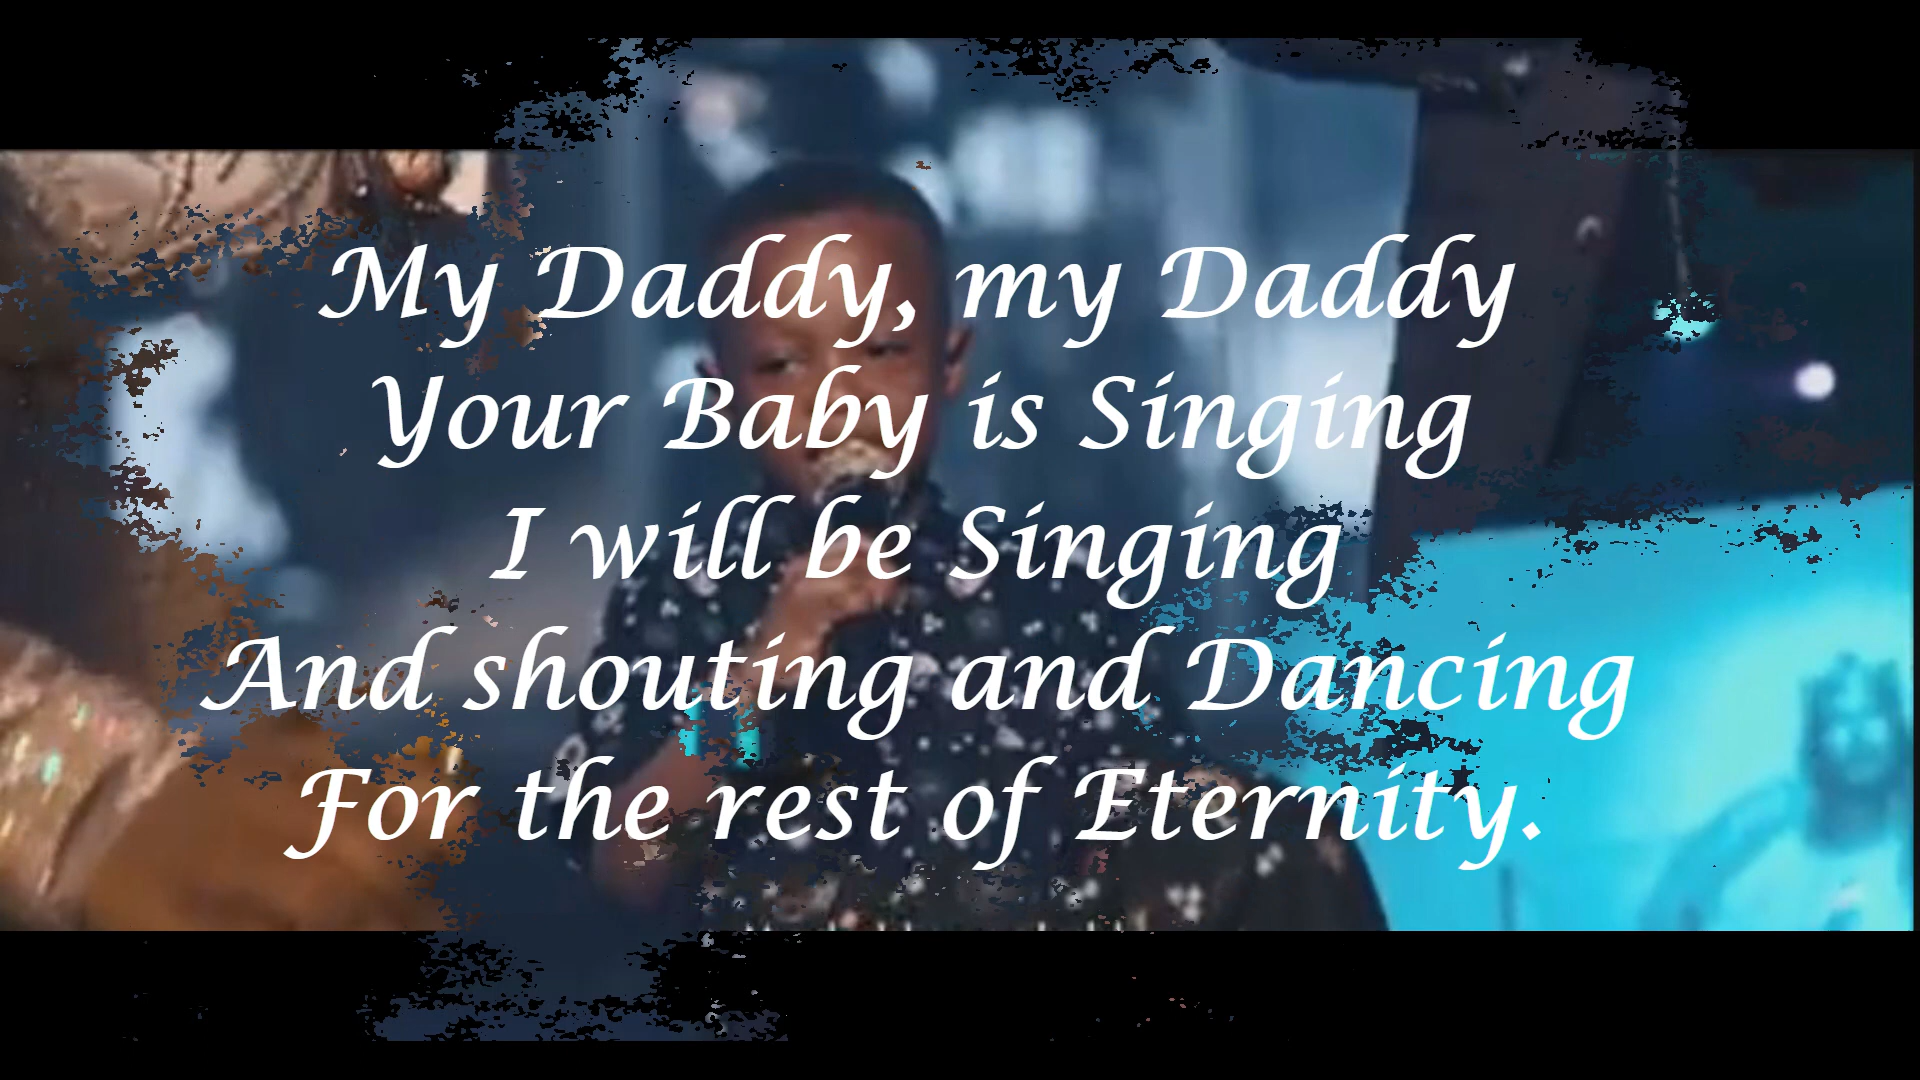 My Daddy, my Daddy
Your Baby is Singing
I will be Singing
And shouting and Dancing
For the rest of Eternity.